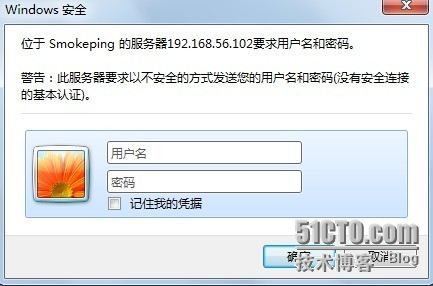 Windows 安全
位于 Smokeping 的服务器192.168.56.102要求用户名和密码。
警告：此服务器要求以不安全的方式发送您的用户名和密码(没有安全连接
的基本认证)。
用户名
密码
记住我的凭据
51CTO.com
确定
取消
技术博客 Blog